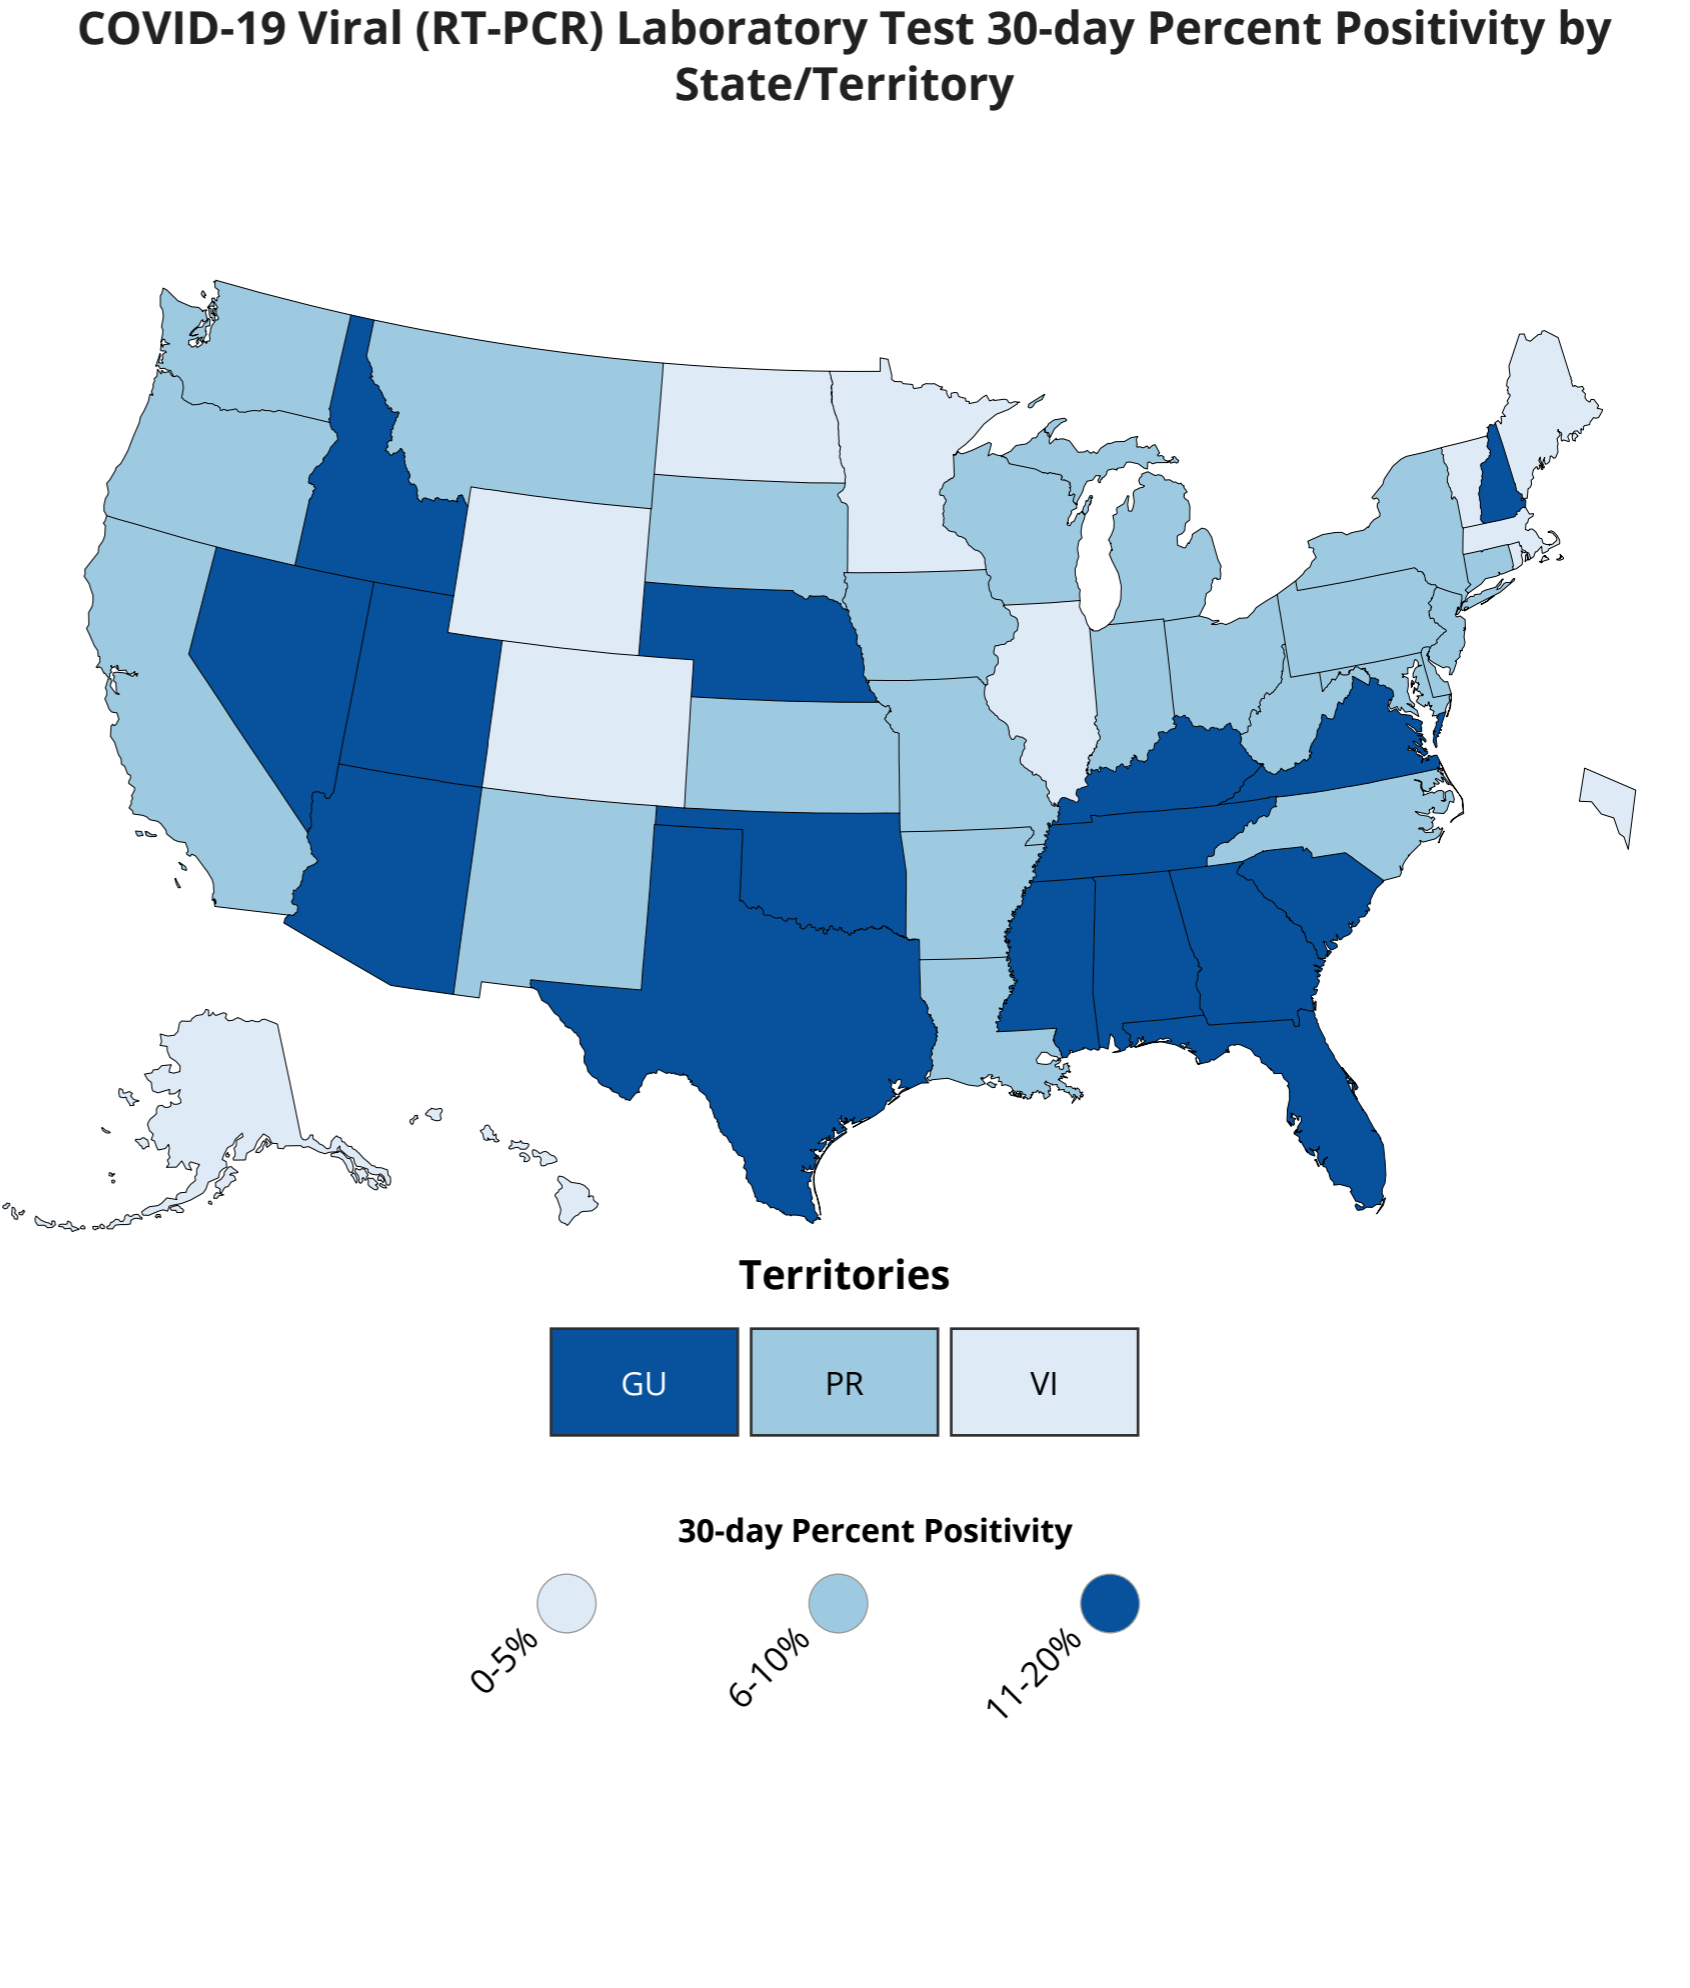 COVID-19 Viral (RT-PCR) Laboratory Test 30-day Percent Positivity by
State/Territory
Territories
GU PR VI
30-day Percent Positivity
0-5% 6-10% 11-20%